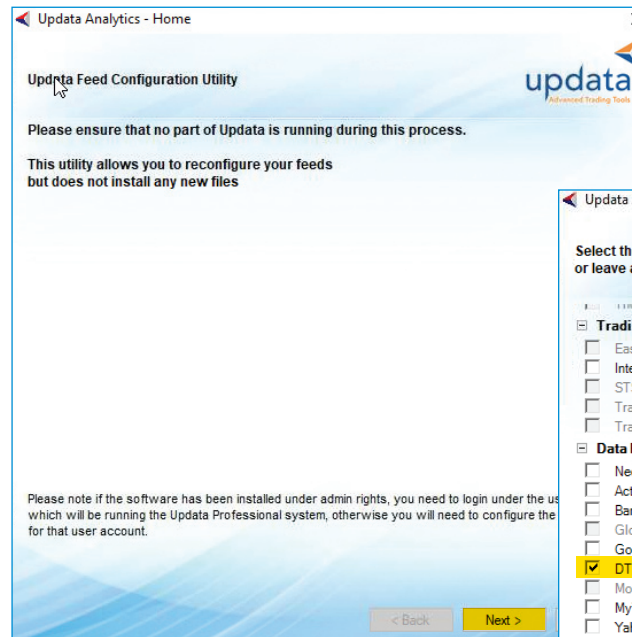 Updata Analytics - Home
Updata Feed Configuration Utility
updata
Advanced Trading Tools
Please ensure that no part of Updata is running during this process.
This utility allows you to reconfigure your feeds
but does not install any new files
Updata
Select th
or leave a
Tradi
Eas
Inte
ST
Tra
Tra
Data
Ne
Act
Bar
Glo
Go
DT
Mo
My
Yal
Please note if the software has been installed under admin rights, you need to login under the us
which will be running the Updata Professional system, otherwise you will need to configure the
for that user account.
< Back
Next >